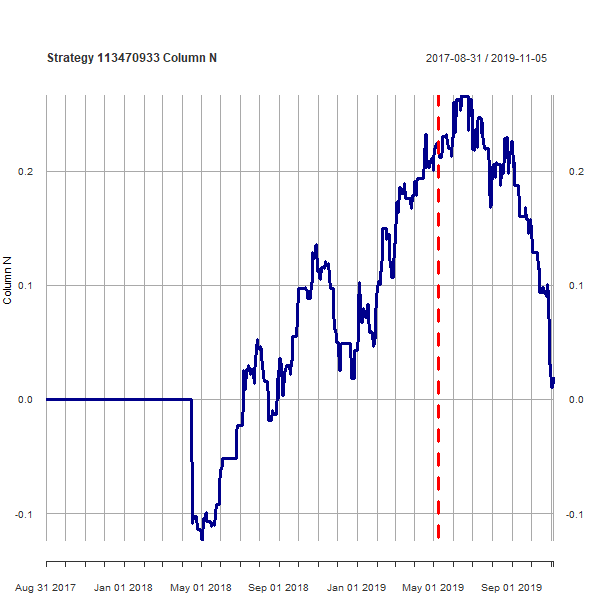 Strategy 113470933 Column N
2017-08-31 / 2019-11-05
Column N
0.2
0.2
0.1
0.1
0.0
0.0
-0.1
-0.1
Aug 31 2017
Jan 01 2018
May 01 2018
Sep 01 2018
Jan 01 2019
May 01 2019
Sep 01 2019